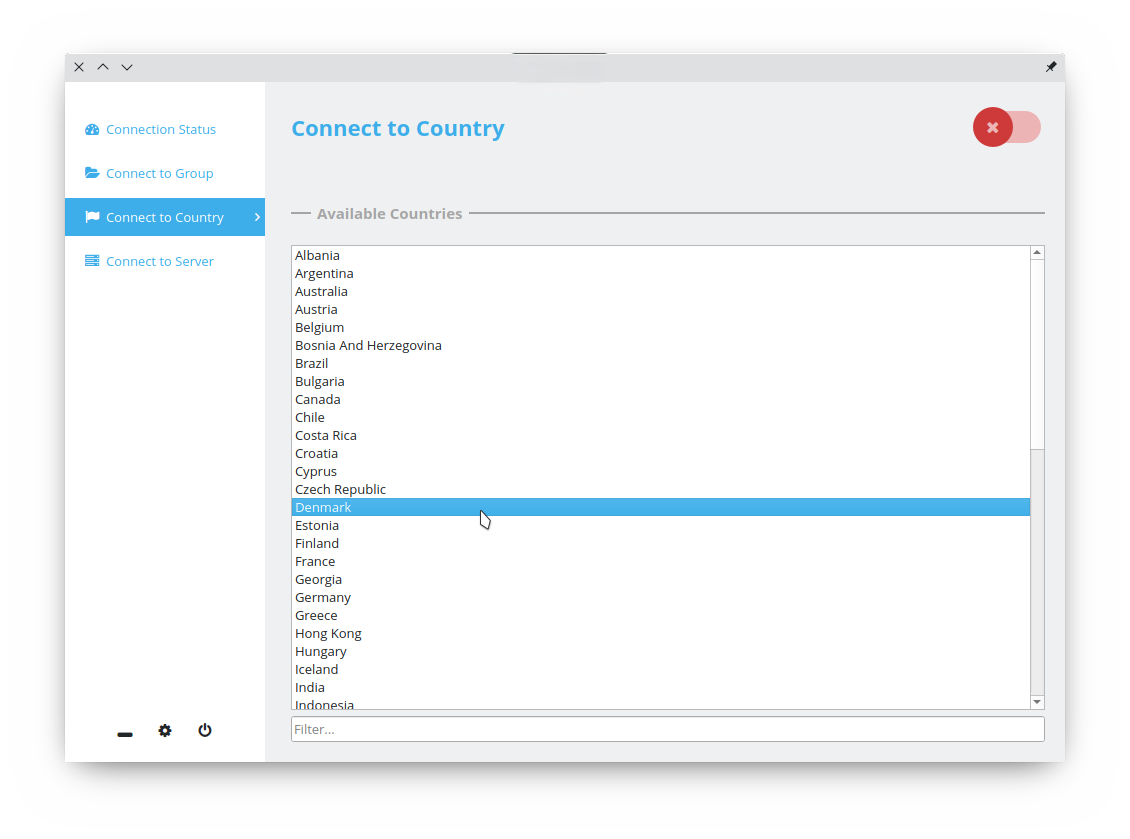 Connection Status
Connect to Group
Connect to Country
Connect to Server
Connect to Country
Available Countries
Albania
Argentina
Australia
Austria
Belgium
Bosnia And Herzegovina
Brazil
Bulgaria
Canada
Chile
Costa Rica
Croatia
Cyprus
Czech Republic
Denmark
Estonia
Finland
France
Georgia
Germany
Greece
Hong Kong
Hungary
Iceland
India
Indonesia
Filter...